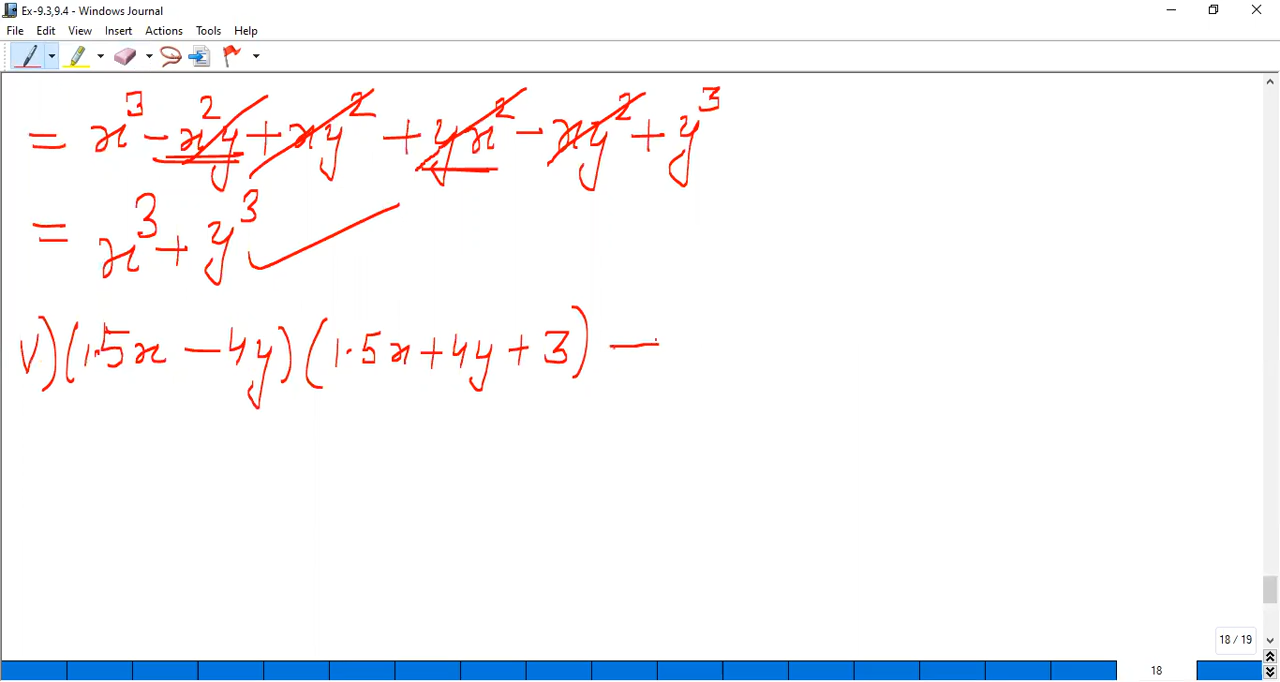 Ex-9.3,9.4 - Windows Journal
File Edit View Insert Actions Tools Help
= x³ - x²y + xy² + yx² - xy² + y³
= x³ + y³
v) (1.5x - 4y) (1.5x + 4y + 3) -
18 / 19
18